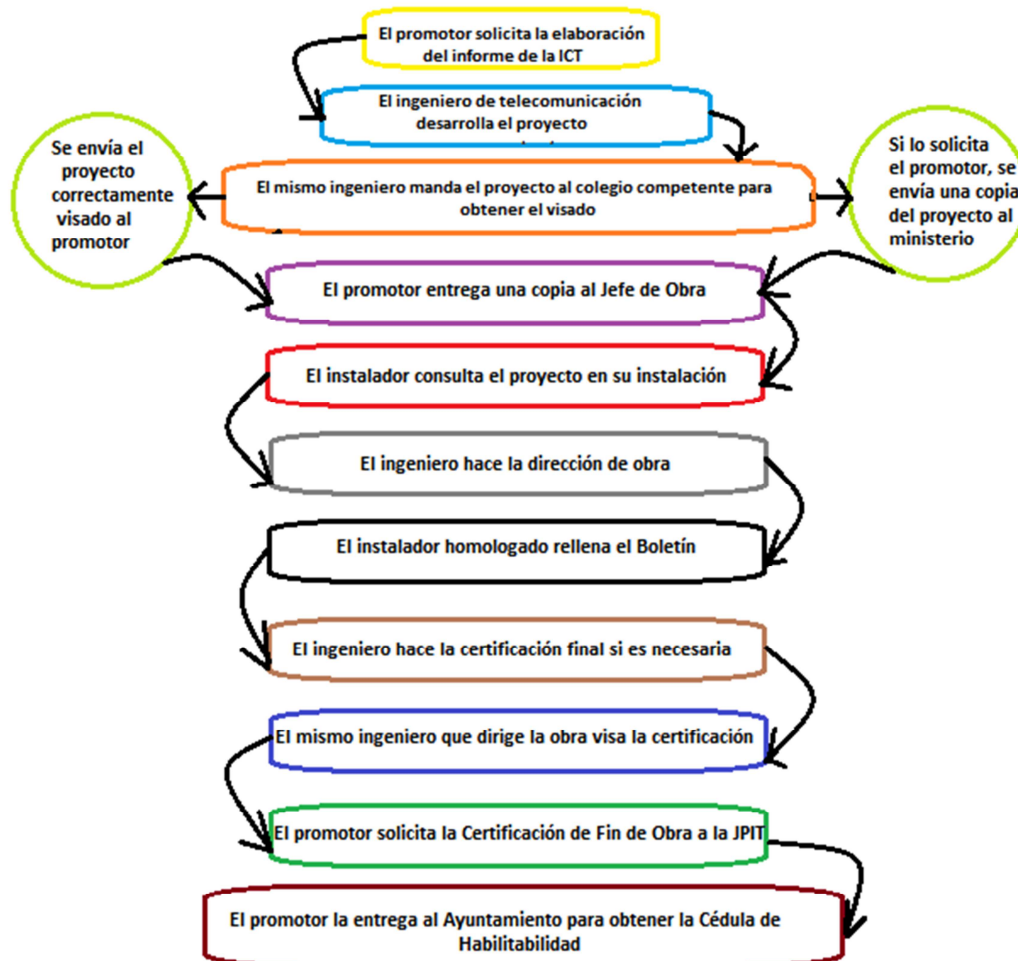 El promotor solicita la elaboración
del informe de la ICT
El ingeniero de telecomunicación
desarrolla el proyecto
Se envía el
proyecto
correctamente
visado al
promotor
El mismo ingeniero manda el proyecto al colegio competente para
obtener el visado
Si lo solicita
el promotor, se
envía una copia
del proyecto al
ministerio
El promotor entrega una copia al Jefe de Obra
El instalador consulta el proyecto en su instalación
El ingeniero hace la dirección de obra
El instalador homologado rellena el Boletín
El ingeniero hace la certificación final si es necesaria
El mismo ingeniero que dirige la obra visa la certificación
El promotor solicita la Certificación de Fin de Obra a la JPIT
El promotor la entrega al Ayuntamiento para obtener la Cédula de
Habilitabilidad